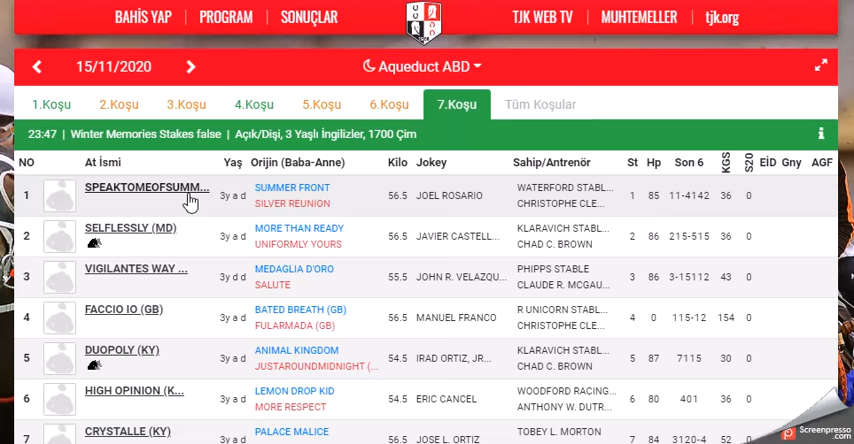 BAHİS YAP PROGRAM SONUÇLAR TJK WEB TV MUHTEMELLER tjk.org
15/11/2020 Aqueduct ABD
1.Koşu 2.Koşu 3.Koşu 4.Koşu 5.Koşu 6.Koşu 7.Koşu Tüm Koşular
23:47 | Winter Memories Stakes false | Açık/Dişi, 3 Yaşlı İngilizler, 1700 Çim
NO At İsmi Yaş Orijin (Baba-Anne) Kilo Jokey Sahip/Antrenör St Hp Son 6 KGS S20 EİD Gny AGF
1 SPEAKTOMEOFSUMM... 3y a d SUMMER FRONT 56.5 JOEL ROSARIO WATERFORD STABL... 1 85 11-4142 36 0
SILVER REUNION CHRISTOPHE CLE...
2 SELFLESSLY (MD) 3y a d MORE THAN READY 56.5 JAVIER CASTELL... KLARAVICH STABL... 2 86 215-515 36 0
UNIFORMLY YOURS CHAD C. BROWN
3 VIGILANTES WAY ... 3y d d MEDAGLIA D'ORO 55.5 JOHN R. VELAZQU... PHIPPS STABLE 3 86 3-15112 43 0
SALUTE CLAUDE R. MCGAU...
4 FACCIO IO (GB) 3y a d BATED BREATH (GB) 56.5 MANUEL FRANCO R UNICORN STABL... 4 0 115-12 154 0
FULARMADA (GB) CHRISTOPHE CLE...
5 DUOPOLY (KY) 3y a d ANIMAL KINGDOM 54.5 IRAD ORTIZ, JR... KLARAVICH STABL... 5 87 7115 30 0
JUSTAROUNDMIDNIGHT (... CHAD C. BROWN
6 HIGH OPINION (K... 3y a d LEMON DROP KID 54.5 ERIC CANCEL WOODFORD RACING... 6 80 401 36 0
MORE RESPECT ANTHONY W. DUTR...
7 CRYSTALLE (KY) 3y a d PALACE MALICE 54.5 JOSE L. ORTIZ TOBEY L. MORTON 7 84 3120-4 52 0
Screenpresso
.com